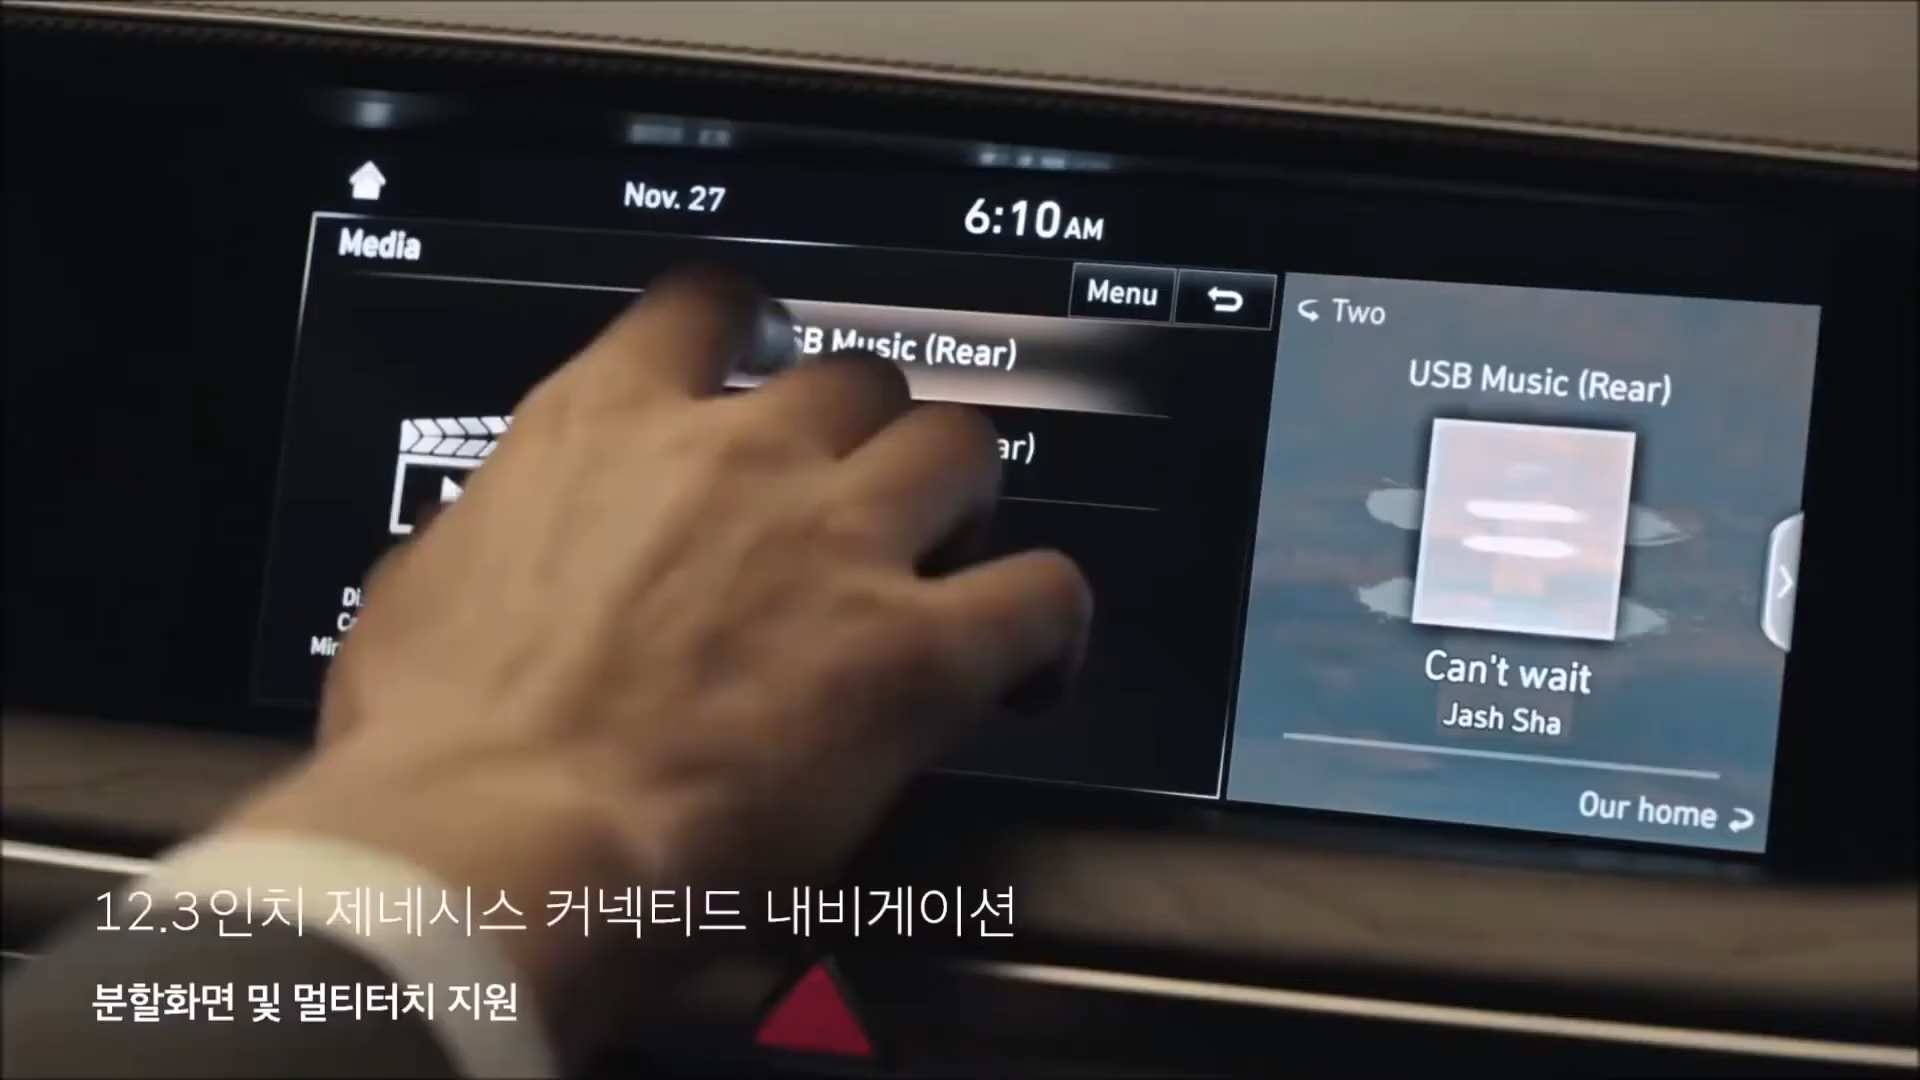 Nov. 27
6:10 AM
Media
Menu
Two
Music (Rear)
USB Music (Rear)
Can't wait
Jash Sha
Our home
12.3인치 제네시스 커넥티드 내비게이션
분할화면 및 멀티터치 지원